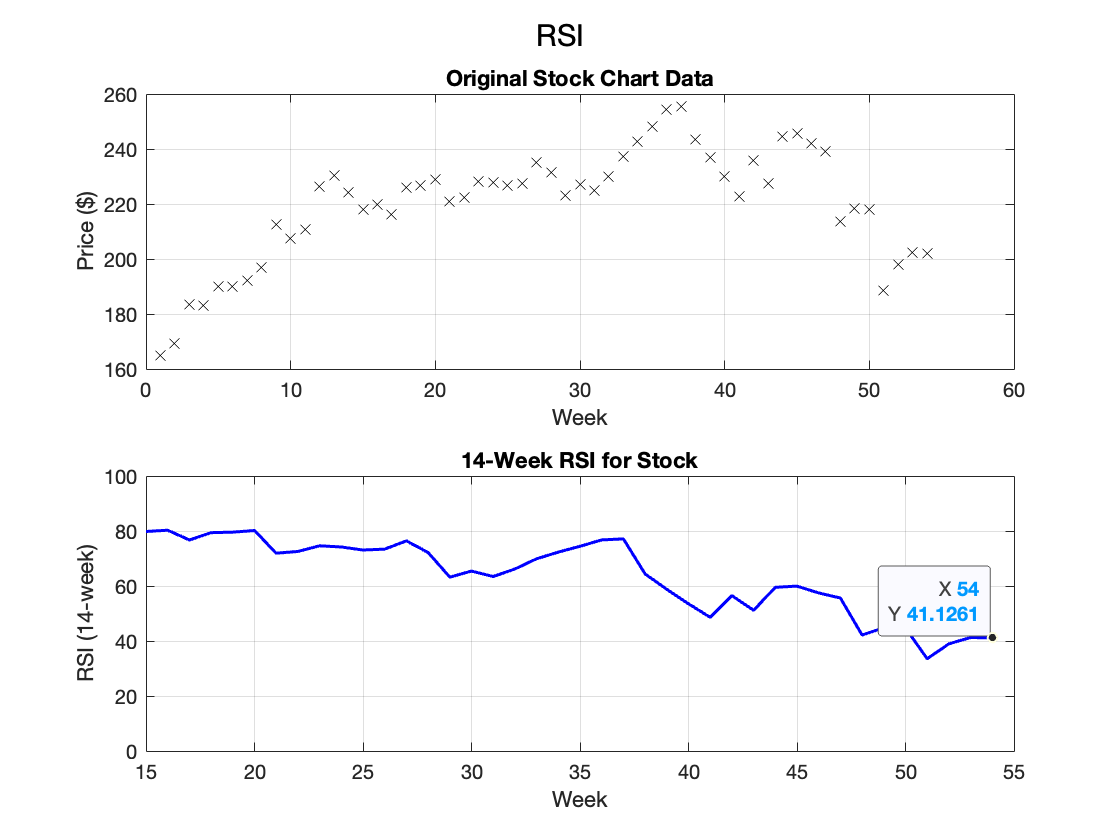 RSI
Original Stock Chart Data
260
240
220
200
180
160
Price ($)
0 10 20 30 40 50 60
Week
14-Week RSI for Stock
100
80
60
40
20
0
RSI (14-week)
X 54
Y 41.1261
15 20 25 30 35 40 45 50 55
Week